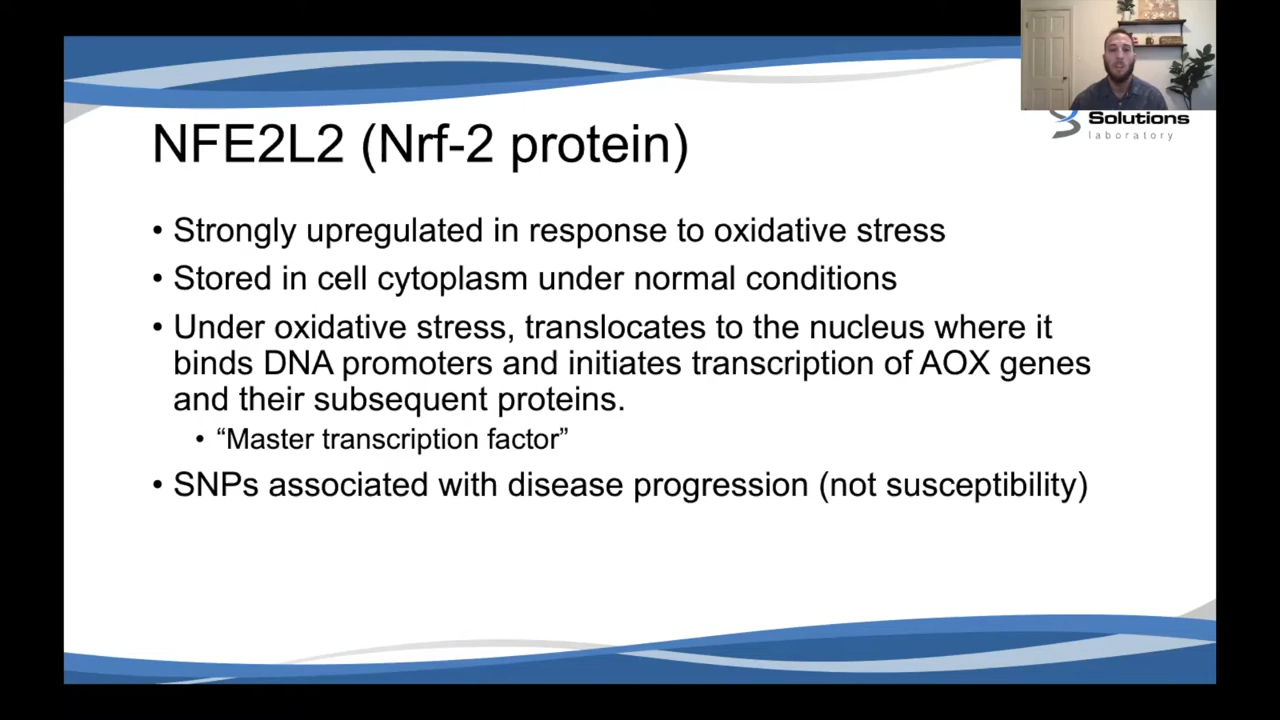 NFE2L2 (Nrf-2 protein)
Solutions
laboratory
• Strongly upregulated in response to oxidative stress
• Stored in cell cytoplasm under normal conditions
• Under oxidative stress, translocates to the nucleus where it
binds DNA promoters and initiates transcription of AOX genes
and their subsequent proteins.
• “Master transcription factor”
• SNPs associated with disease progression (not susceptibility)